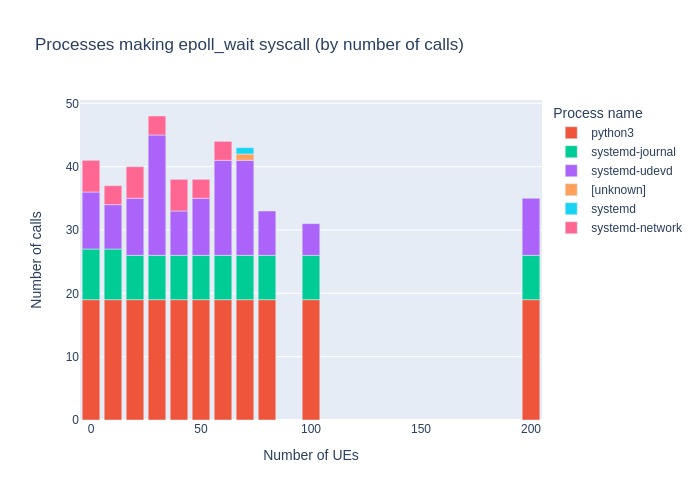 Processes making epoll_wait syscall (by number of calls)
Process name
python3
systemd-journal
systemd-udevd
[unknown]
systemd
systemd-network
Number of calls
50
40
30
20
10
0
0 50 100 150 200
Number of UEs